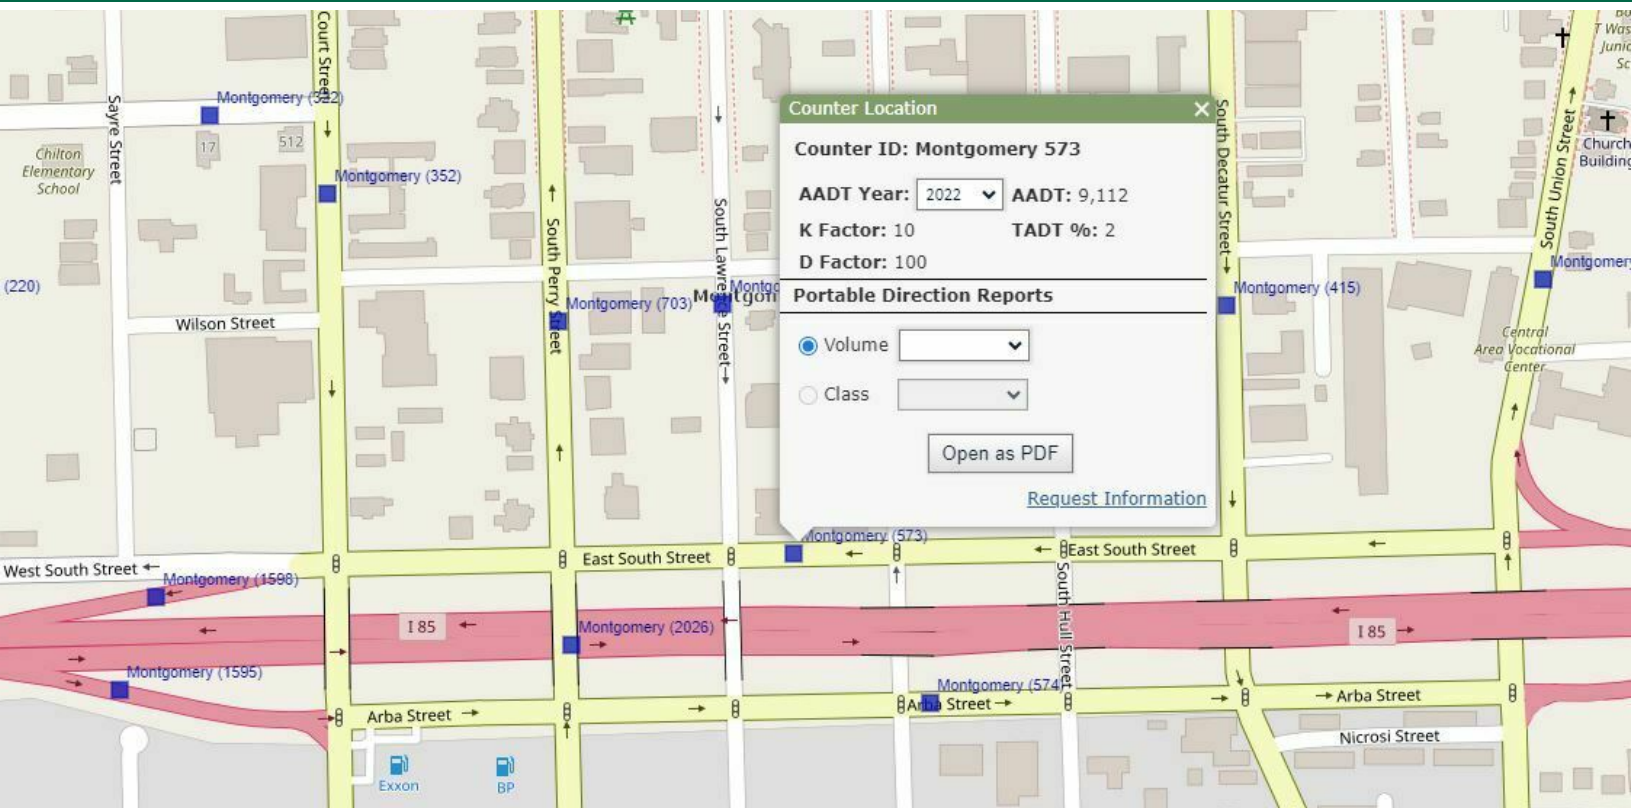 Court Street
Montgomery (322)
Sayre Street
17
512
Chilton
Elementary
School
Montgomery (352)
(220)
Wilson Street
South Perry Street
Montgomery (703)
South Lawrence Street
Counter Location
Counter ID: Montgomery 573
AADT Year: 2022 AADT: 9,112
K Factor: 10 TADT %: 2
D Factor: 100
Portable Direction Reports
Volume
Class
Open as PDF
Request Information
South Decatur Street
Montgomery (415)
South Union Street
T Was
Junio
Sc
Church
Building
Montgomery
Central
Area Vocational
Center
West South Street
East South Street
Montgomery (573)
East South Street
Montgomery (1598)
I 85
Montgomery (2026)
South Hull Street
I 85
Montgomery (1595)
Arba Street
Montgomery (574)
Arba Street
Arba Street
Nicrosi Street
Exxon
BP